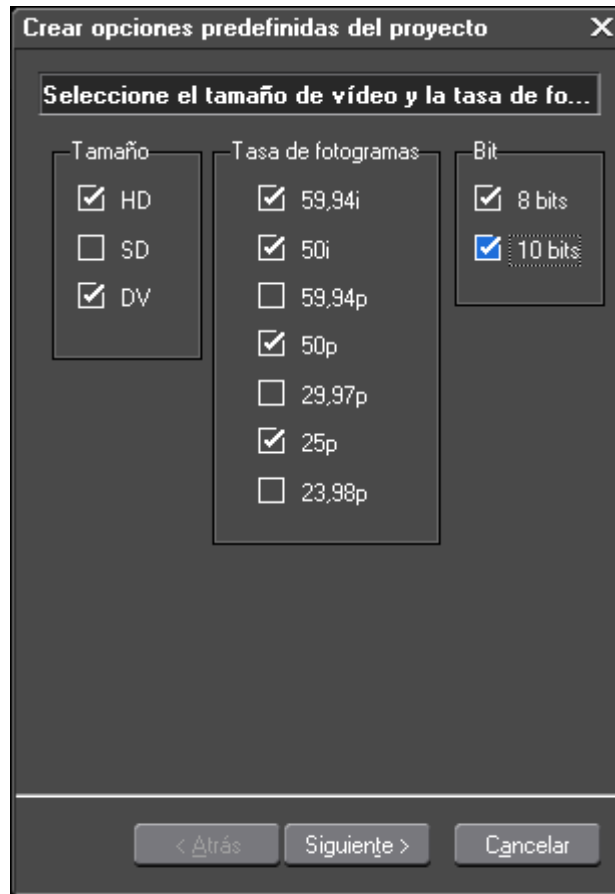 Crear opciones predefinidas del proyecto
Seleccione el tamaño de vídeo y la tasa de fo...
Tamaño
HD
SD
DV
Tasa de fotogramas
59,94i
50i
59,94p
50p
29,97p
25p
23,98p
Bit
8 bits
10 bits
< Atrás
Siguiente >
Cancelar